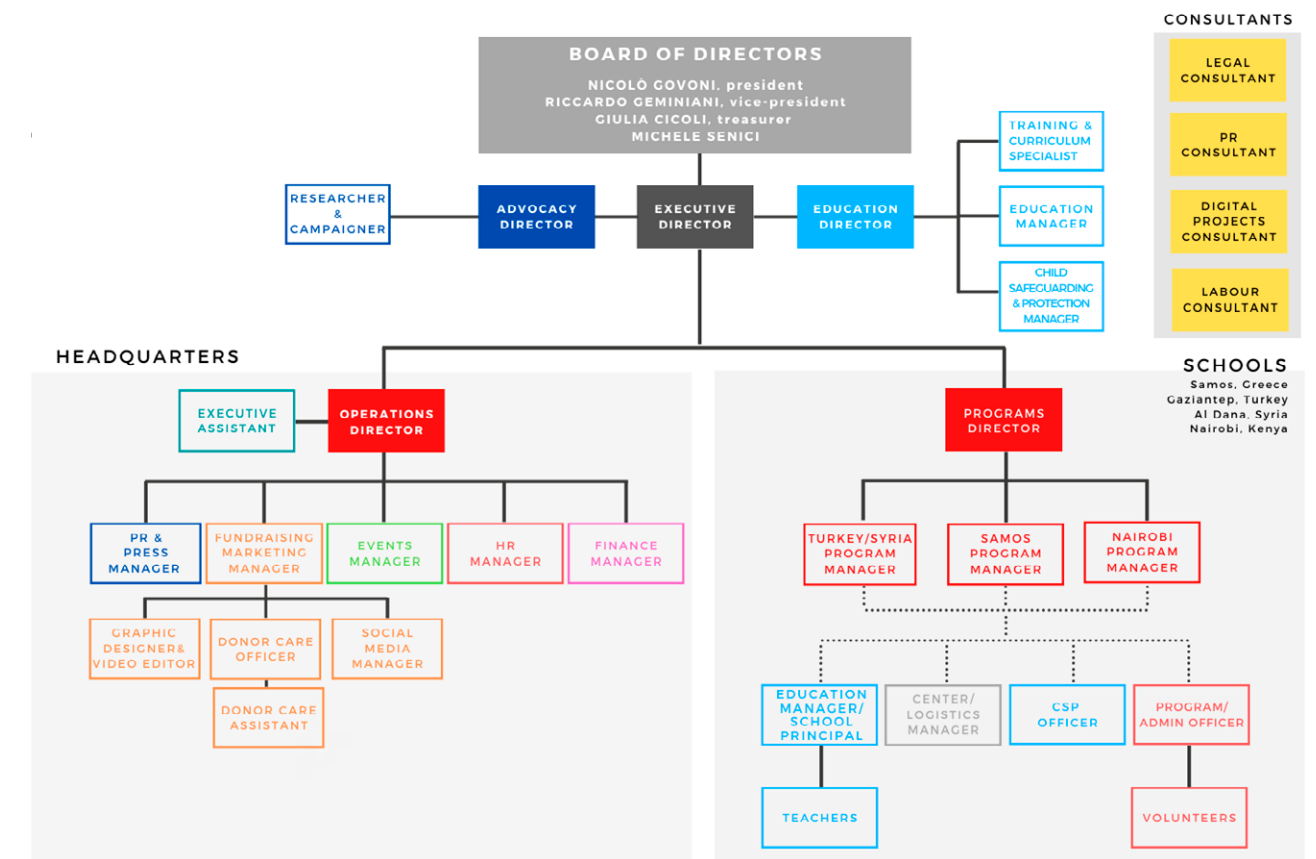 CONSULTANTS
BOARD OF DIRECTORS
NICOLÒ GOVONI, president
RICCARDO GEMINIANI, vice-president
GIULIA CICOLI, treasurer
MICHELE SENICI
LEGAL
CONSULTANT
PR
CONSULTANT
DIGITAL
PROJECTS
CONSULTANT
LABOUR
CONSULTANT
RESEARCHER
&
CAMPAIGNER
ADVOCACY
DIRECTOR
EXECUTIVE
DIRECTOR
EDUCATION
DIRECTOR
TRAINING &
CURRICULUM
SPECIALIST
EDUCATION
MANAGER
CHILD
SAFEGUARDING
& PROTECTION
MANAGER
HEADQUARTERS
EXECUTIVE
ASSISTANT
OPERATIONS
DIRECTOR
PR &
PRESS
MANAGER
FUNDRAISING
MARKETING
MANAGER
EVENTS
MANAGER
HR
MANAGER
FINANCE
MANAGER
GRAPHIC
DESIGNER&
VIDEO EDITOR
DONOR CARE
OFFICER
SOCIAL
MEDIA
MANAGER
DONOR CARE
ASSISTANT
SCHOOLS
Samos, Greece
Gaziantep, Turkey
Al Dana, Syria
Nairobi, Kenya
PROGRAMS
DIRECTOR
TURKEY/SYRIA
PROGRAM
MANAGER
SAMOS
PROGRAM
MANAGER
NAIROBI
PROGRAM
MANAGER
EDUCATION
MANAGER/
SCHOOL
PRINCIPAL
CENTER/
LOGISTICS
MANAGER
CSP
OFFICER
PROGRAM/
ADMIN OFFICER
TEACHERS
VOLUNTEERS